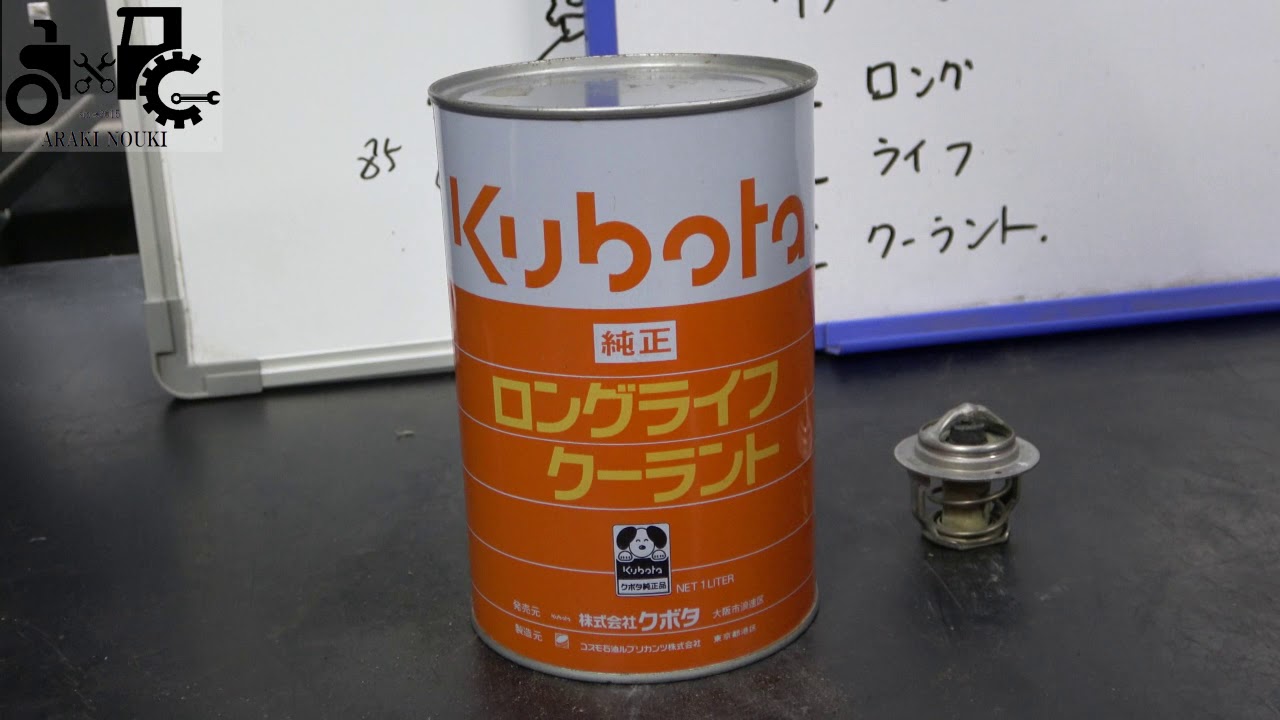 ARAKI NOUKI
85
ロング
ライフ
クーラント.
Kubota
純正
ロングライフ
クーラント
Kubota
クボタ純正品
NET 1 LITER
発売元 株式会社クボタ 大阪市浪速区
製造元 コスモ石油ルブリカンツ株式会社 東京都港区